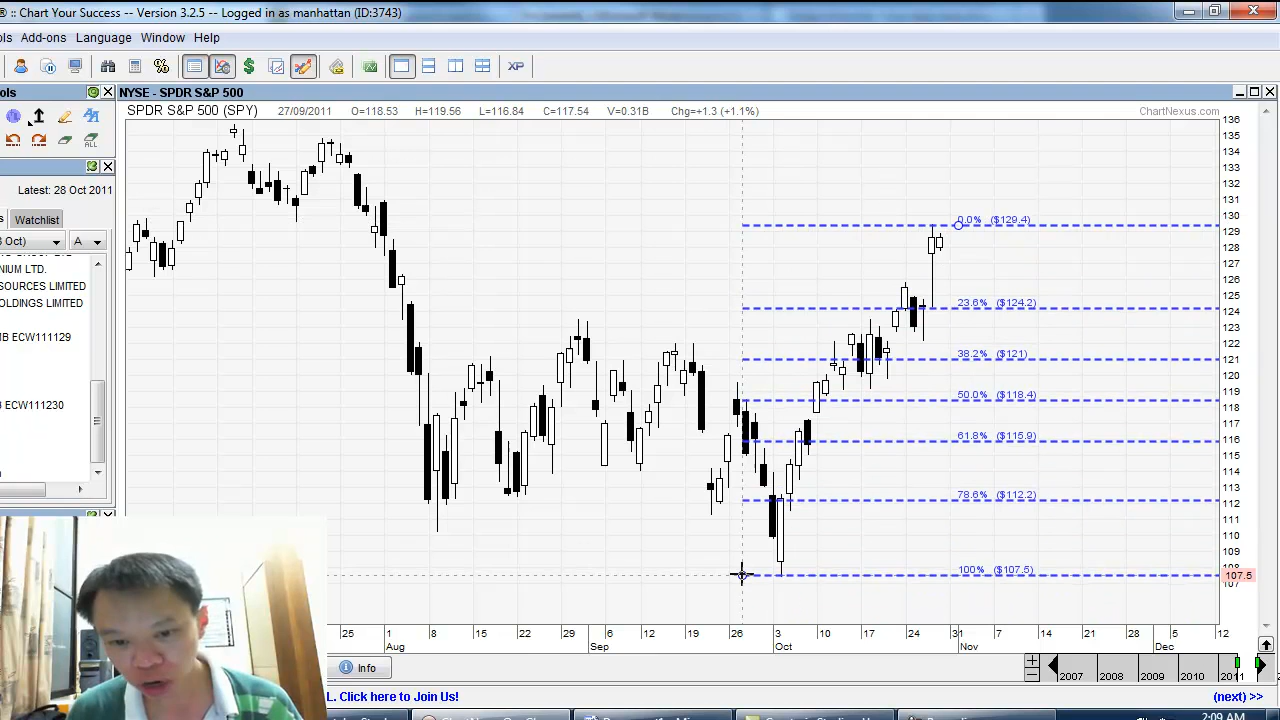 ® :: Chart Your Success -- Version 3.2.5 -- Logged in as manhattan (ID:3743)
ols Add-ons Language Window Help
XP
ols
NYSE - SPDR S&P 500
SPDR S&P 500 (SPY) 27/09/2011 O=118.53 H=119.56 L=116.84 C=117.54 V=0.31B Chg=+1.3 (+1.1%)
ChartNexus.com
ALL
Latest: 28 Oct 2011
s Watchlist
3 Oct) A
NIUM LTD.
SOURCES LIMITED
HOLDINGS LIMITED
MB ECW111129
B ECW111230
136
135
134
133
132
131
130
129
128
127
126
125
124
123
122
121
120
119
118
117
116
115
114
113
112
111
110
109
108
107
107.5
0.0% ($129.4)
23.6% ($124.2)
38.2% ($121)
50.0% ($118.4)
61.8% ($115.9)
78.6% ($112.2)
100% ($107.5)
25 1 8 15 22 29 6 12 19 26 3 10 17 24 31 7 14 21 28 5 12
Aug Sep Oct Nov Dec
Info
2007 2008 2009 2010 2011
L. Click here to Join Us!
(next) >>
2:09 AM